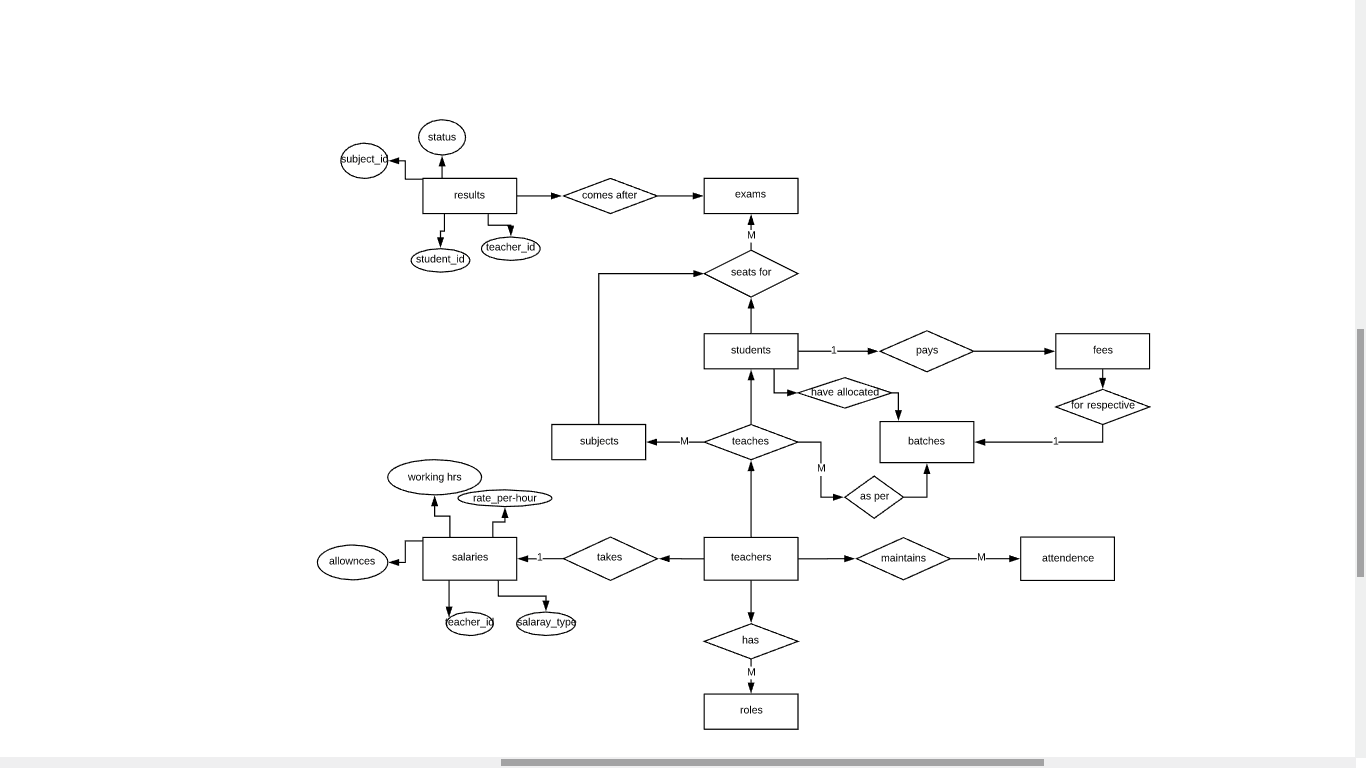 status
subject_id
results
comes after
exams
M
teacher_id
student_id
seats for
students
1
pays
fees
have allocated
for respective
subjects
M
teaches
batches
1
M
working hrs
rate_per-hour
as per
allownces
salaries
1
takes
teachers
maintains
M
attendence
teacher_id
salaray_type
has
M
roles